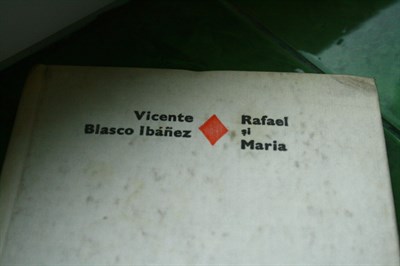 Vicente
Blasco Ibáñez
Rafael
și
Maria